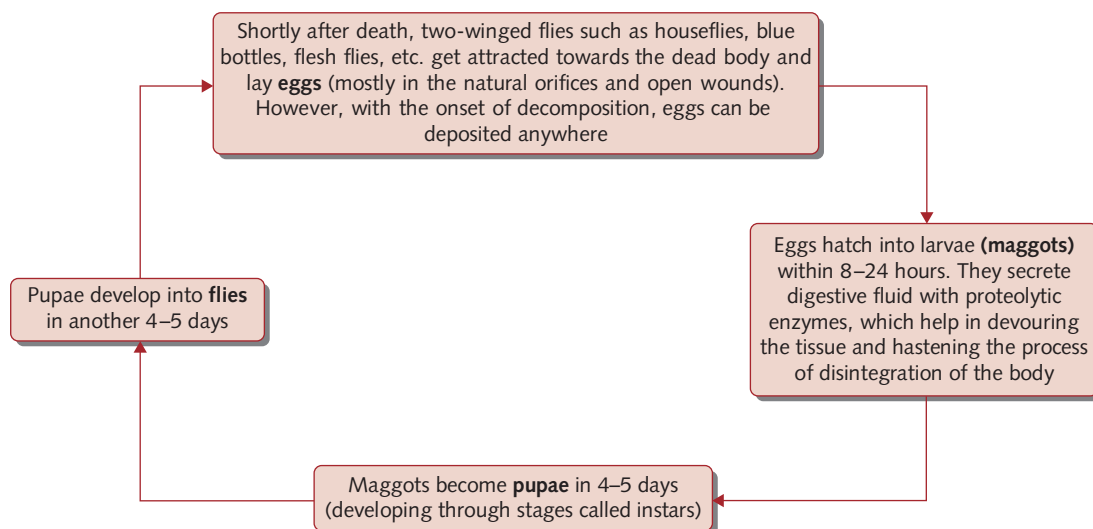 Shortly after death, two-winged flies such as houseflies, blue
bottles, flesh flies, etc. get attracted towards the dead body and
lay eggs (mostly in the natural orifices and open wounds).
However, with the onset of decomposition, eggs can be
deposited anywhere
Eggs hatch into larvae (maggots)
within 8–24 hours. They secrete
digestive fluid with proteolytic
enzymes, which help in devouring
the tissue and hastening the process
of disintegration of the body
Maggots become pupae in 4–5 days
(developing through stages called instars)
Pupae develop into flies
in another 4–5 days